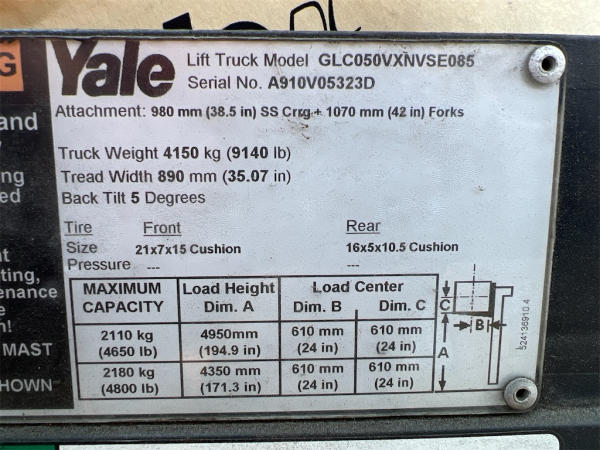 G
Yale
Lift Truck Model GLC050VXNVSE085
Serial No. A910V05323D
Attachment: 980 mm (38.5 in) SS Crrg + 1070 mm (42 in) Forks
and
Truck Weight 4150 kg (9140 lb)
Tread Width 890 mm (35.07 in)
Back Tilt 5 Degrees
ng
ed
Tire Front Rear
Size 21x7x15 Cushion 16x5x10.5 Cushion
Pressure --- ---
t
ting,
enance
e
h!
MAST
HOWN
MAXIMUM CAPACITY Load Height Dim. A Load Center
Dim. B Dim. C
2110 kg 4950mm 610 mm 610 mm
(4650 lb) (194.9 in) (24 in) (24 in)
2180 kg 4350 mm 610 mm 610 mm
(4800 lb) (171.3 in) (24 in) (24 in)
C
B
A
524136910 4